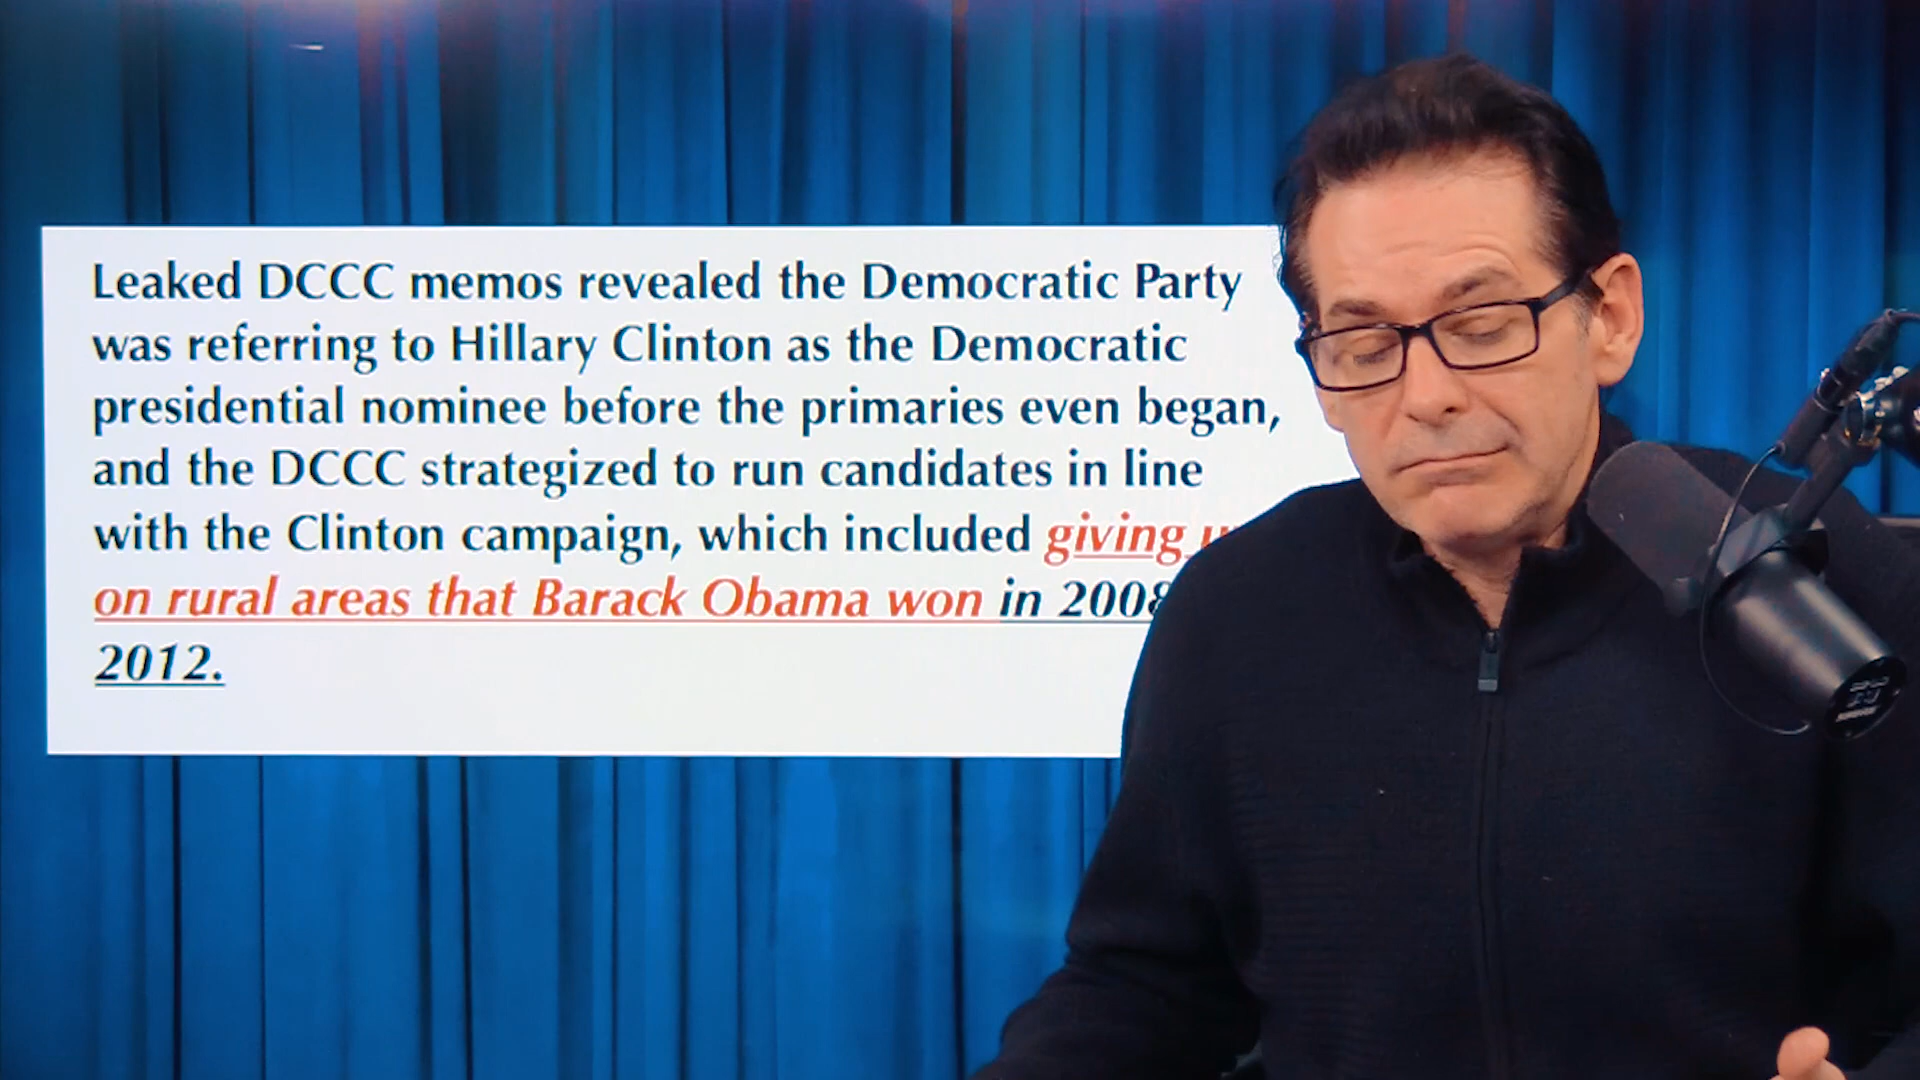 Leaked DCCC memos revealed the Democratic Party
was referring to Hillary Clinton as the Democratic
presidential nominee before the primaries even began,
and the DCCC strategized to run candidates in line
with the Clinton campaign, which included giving
on rural areas that Barack Obama won in 2008
2012.